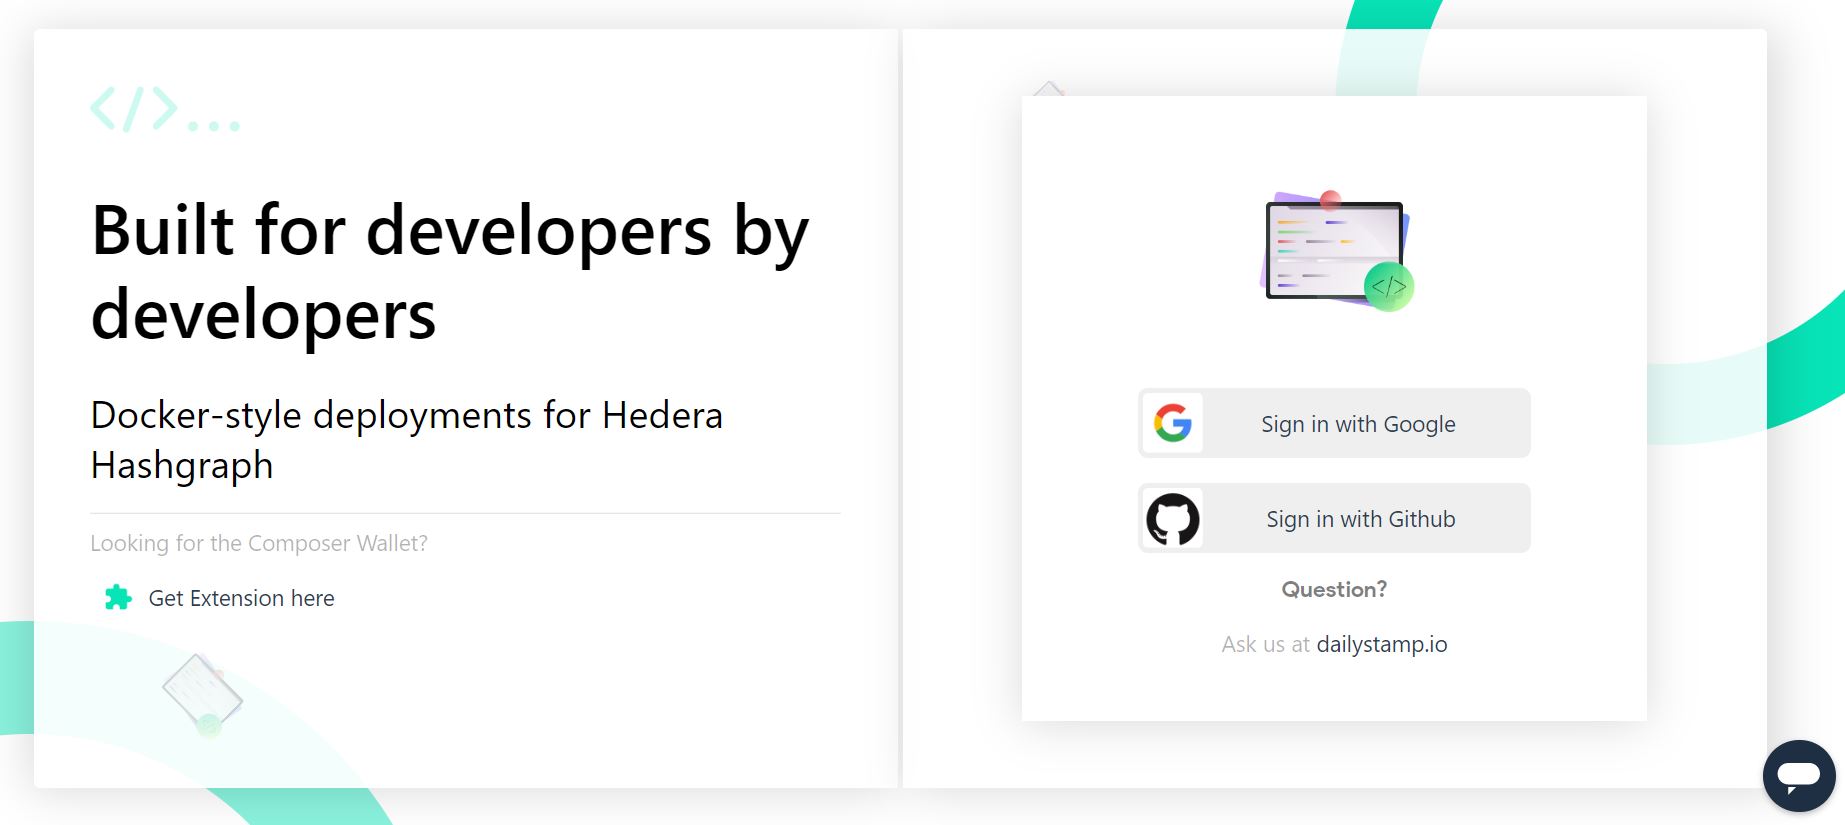 </>...
Built for developers by
developers
Docker-style deployments for Hedera
Hashgraph
Looking for the Composer Wallet?
Get Extension here
</>
Sign in with Google
Sign in with Github
Question?
Ask us at dailystamp.io